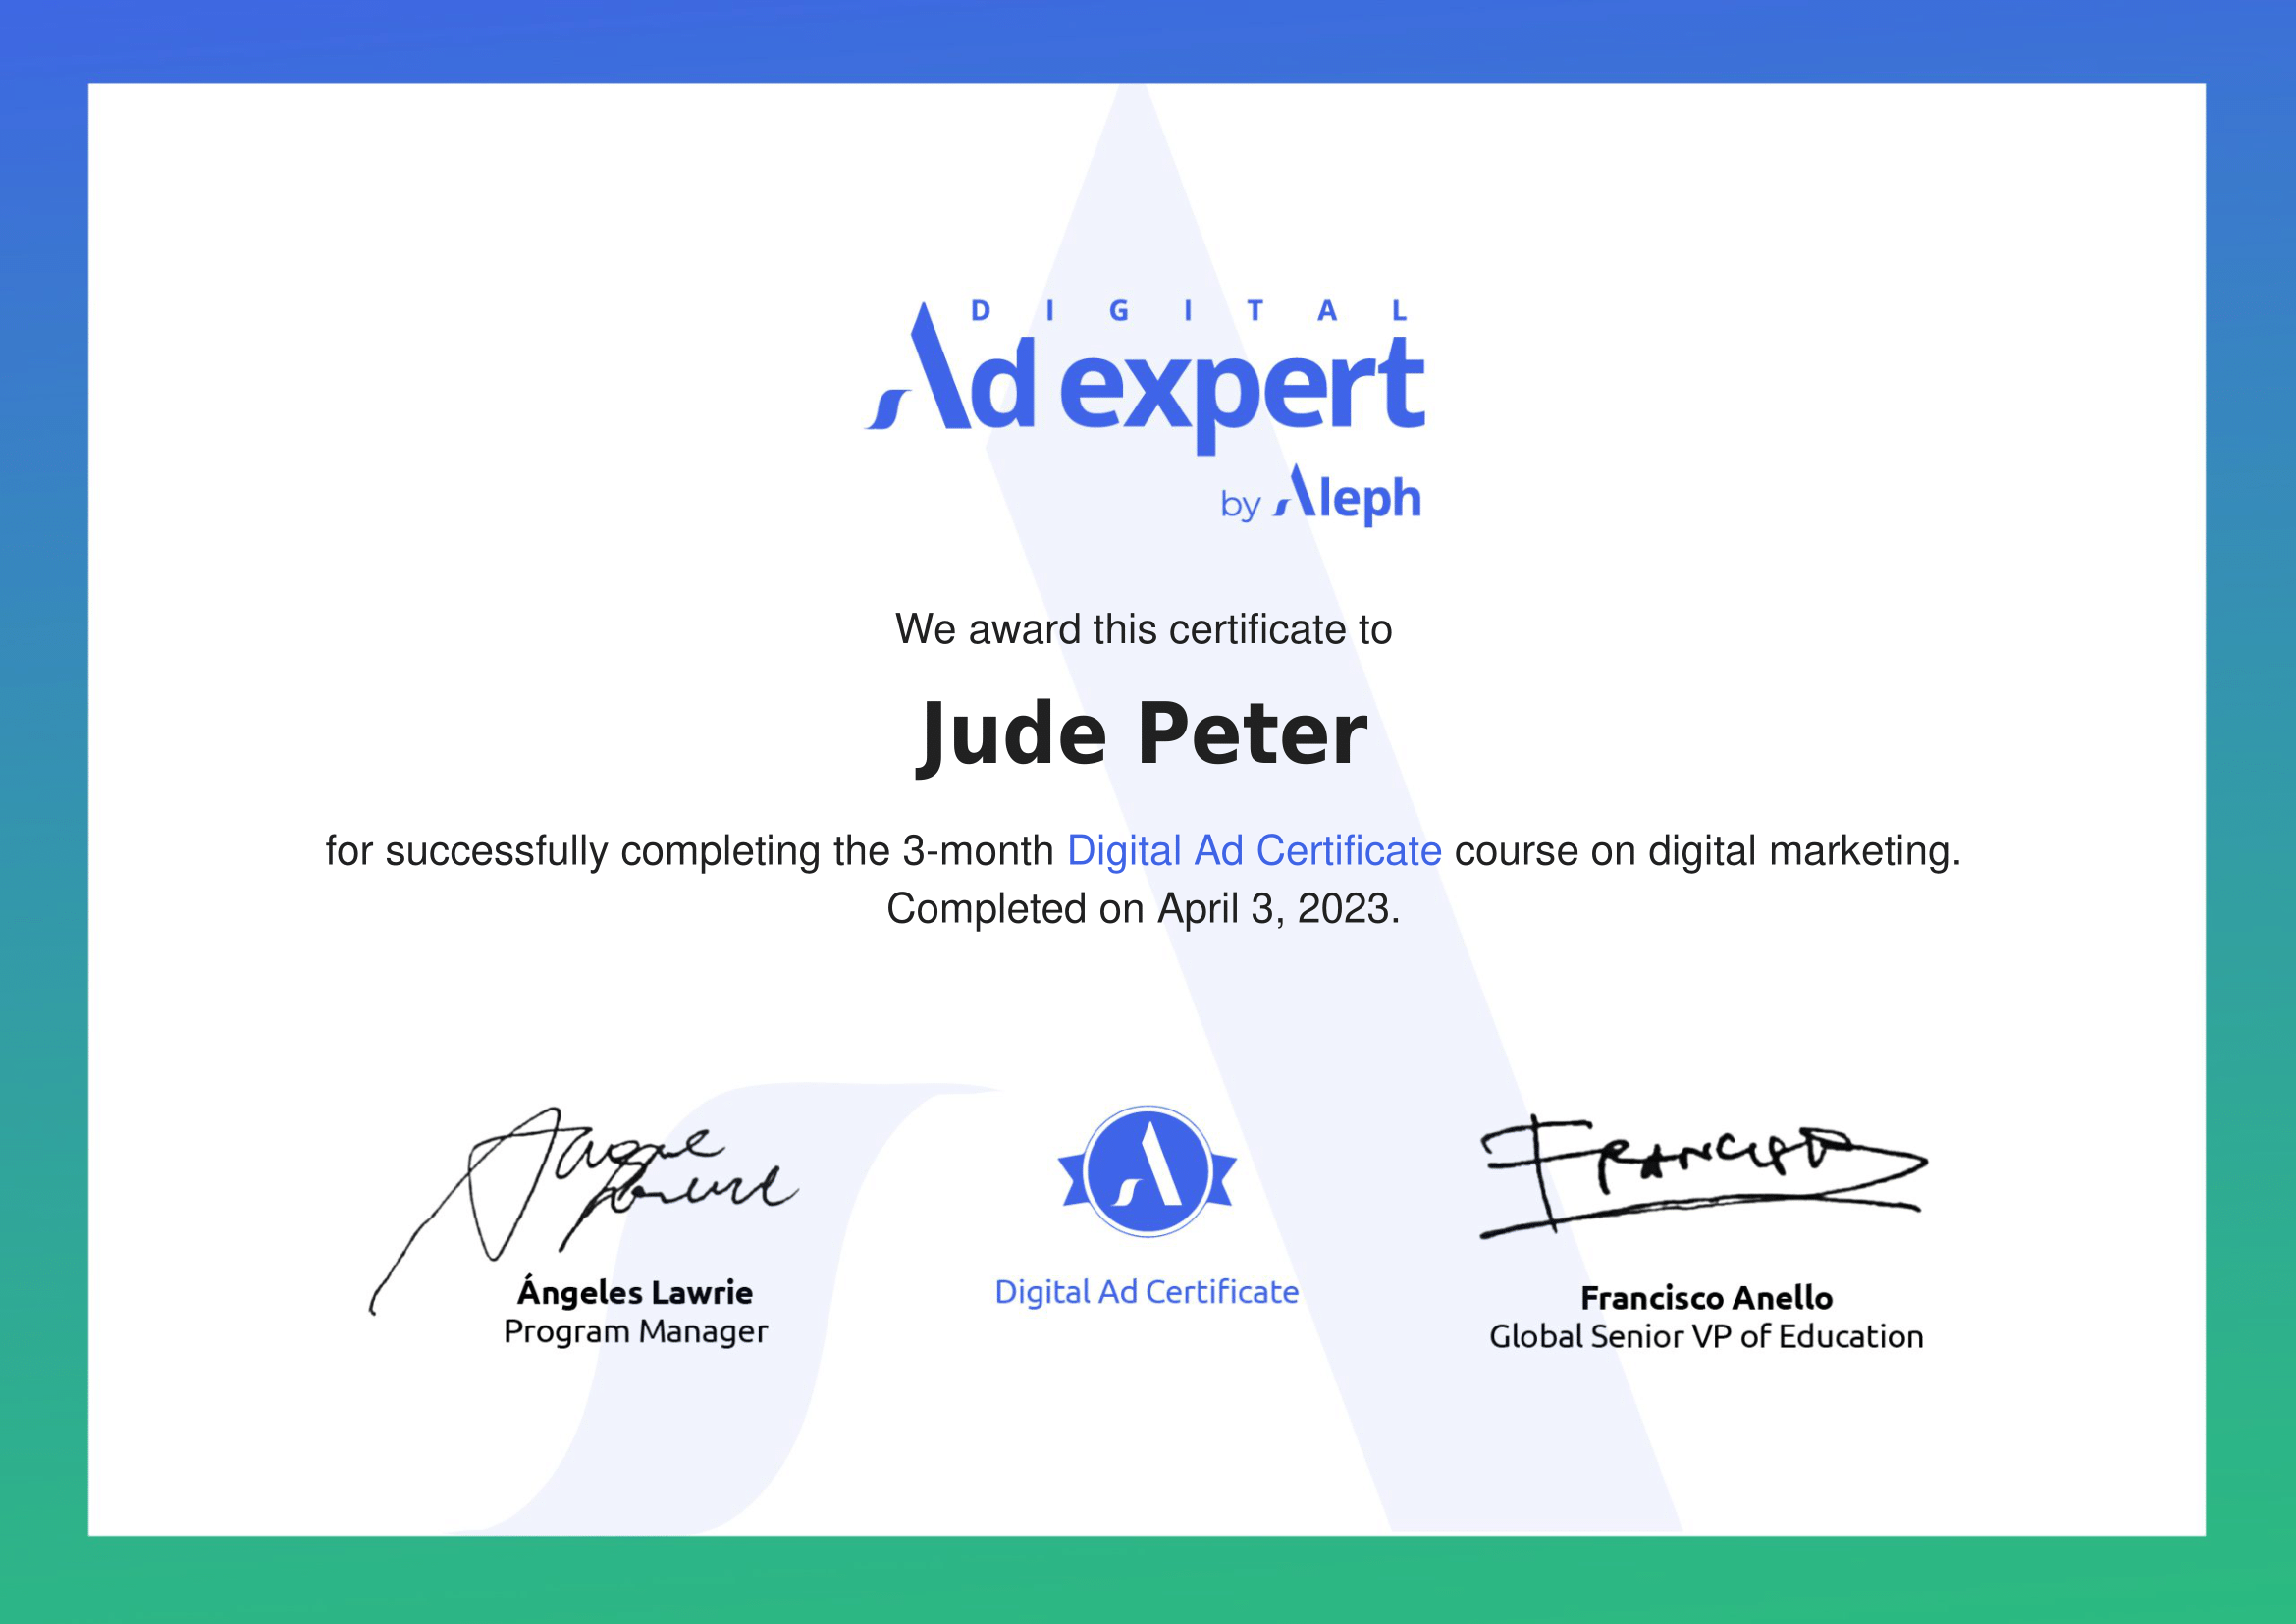 DIGITAL
Ad expert
by Aleph
We award this certificate to
Jude Peter
for successfully completing the 3-month Digital Ad Certificate course on digital marketing.
Completed on April 3, 2023.
Francisco
Ángeles Lawrie
Program Manager
Digital Ad Certificate
Francisco Anello
Global Senior VP of Education